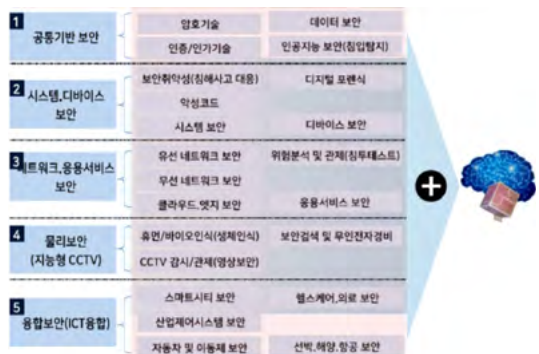 1
공통기반 보안
암호기술
데이터 보안
인증/인가기술
인공지능 보안(침입탐지)
2
시스템,디바이스
보안
보안취약성(침해사고 대응)
디지털 포렌식
악성코드
시스템 보안
디바이스 보안
3
네트워크,응용서비스
보안
유선 네트워크 보안
위험분석 및 관제(침투테스트)
무선 네트워크 보안
클라우드.엣지 보안
응용서비스 보안
4
물리보안
(지능형 CCTV)
휴먼/바이오인식(생체인식)
보안검색 및 무인전자경비
CCTV 감시/관제(영상보안)
5
융합보안(ICT융합)
스마트시티 보안
헬스케어,의료 보안
산업제어시스템 보안
자동차 및 이동체 보안
선박,해양,항공 보안